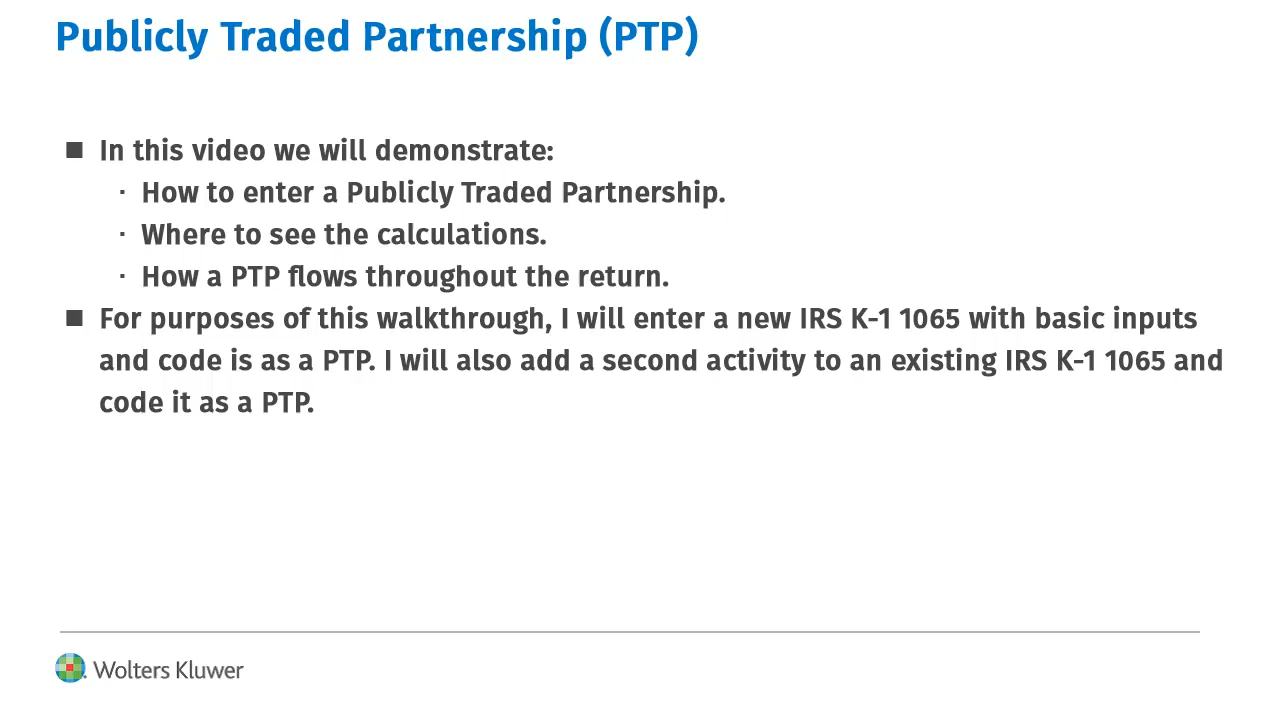 Publicly Traded Partnership (PTP)
■ In this video we will demonstrate:
· How to enter a Publicly Traded Partnership.
· Where to see the calculations.
· How a PTP flows throughout the return.
■ For purposes of this walkthrough, I will enter a new IRS K-1 1065 with basic inputs
and code is as a PTP. I will also add a second activity to an existing IRS K-1 1065 and
code it as a PTP.
Wolters Kluwer